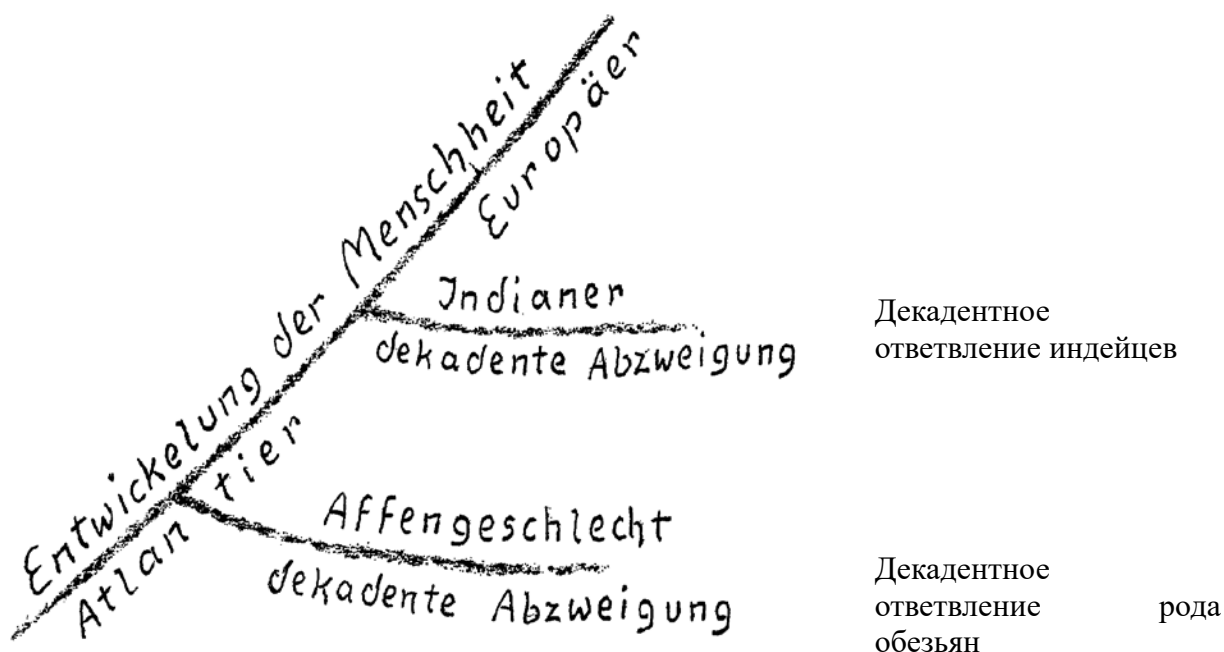 Entwickelung der Menschheit
Europäer
Indianer
dekadente Abzweigung
Декадентное
ответвление индейцев
Atlantier
Affengeschlecht
dekadente Abzweigung
Декадентное
ответвление рода
обезьян